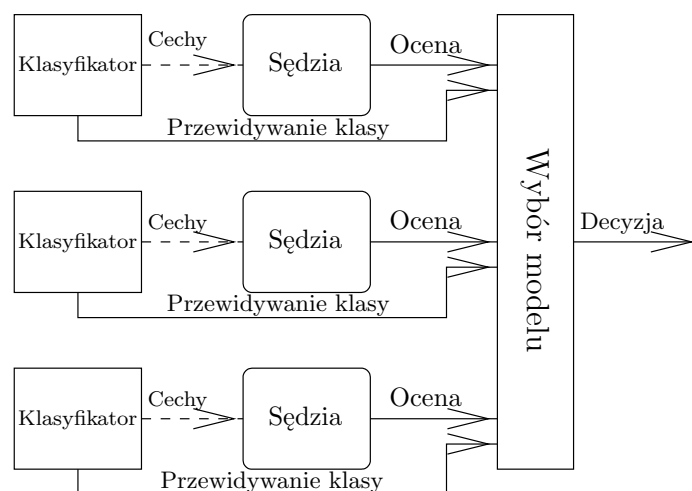 Cechy
Ocena
Klasyfikator
Sędzia
Przewidywanie klasy
Cechy
Ocena
Klasyfikator
Sędzia
Przewidywanie klasy
Cechy
Ocena
Klasyfikator
Sędzia
Przewidywanie klasy
Wybór modelu
Decyzja